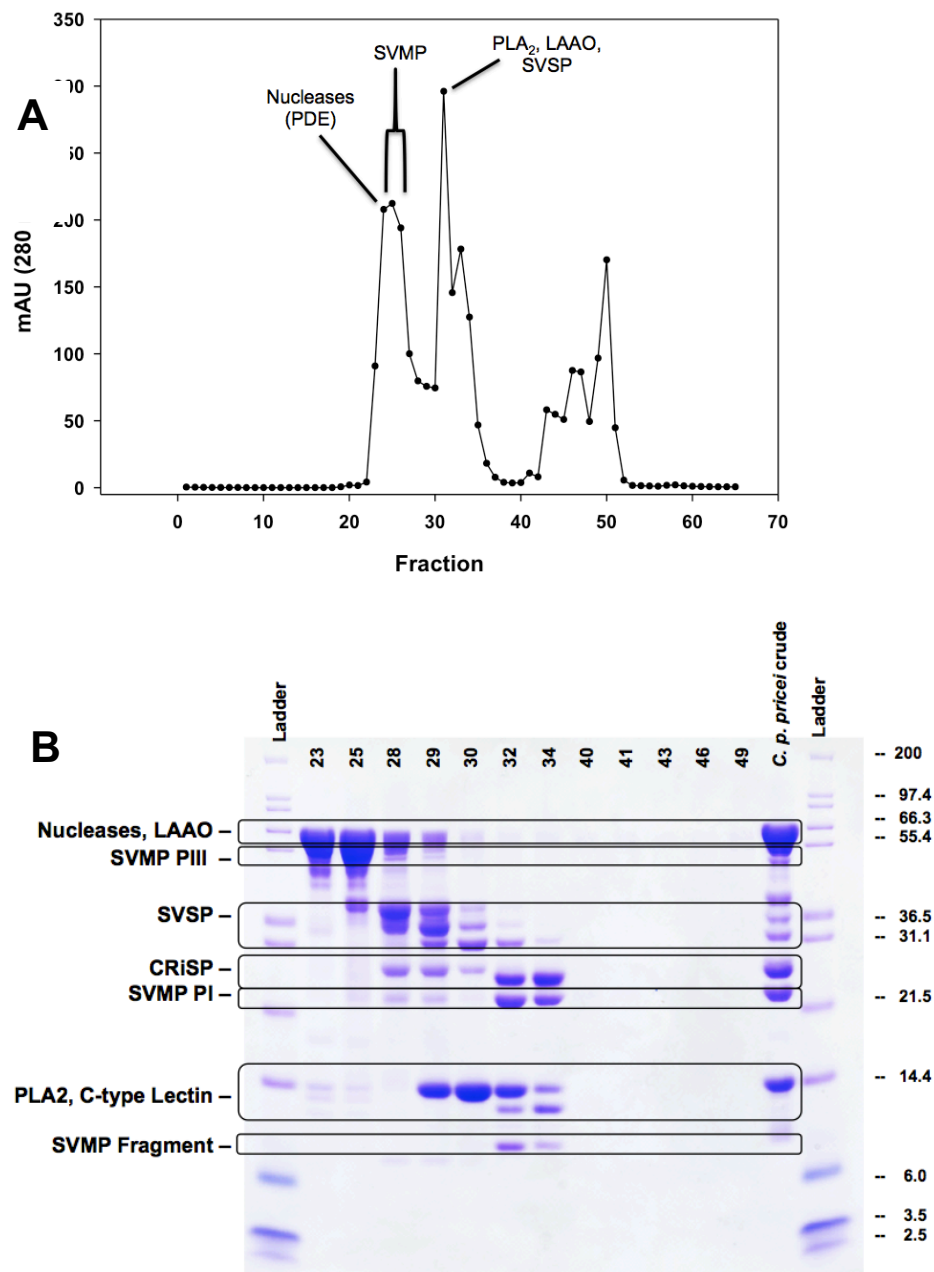 A
350
50
200
150
100
50
0
mAU (280
Nucleases
(PDE)
SVMP
PLA₂, LAAO,
SVSP
0 10 20 30 40 50 60 70
Fraction
B
Ladder 23 25 28 29 30 32 34 40 41 43 46 49 C. p. pricei crude Ladder
Nucleases, LAAO –
SVMP PIII –
SVSP –
CRiSP –
SVMP PI –
PLA2, C-type Lectin –
SVMP Fragment –
-- 200
-- 97.4
-- 66.3
-- 55.4
-- 36.5
-- 31.1
-- 21.5
-- 14.4
-- 6.0
-- 3.5
-- 2.5